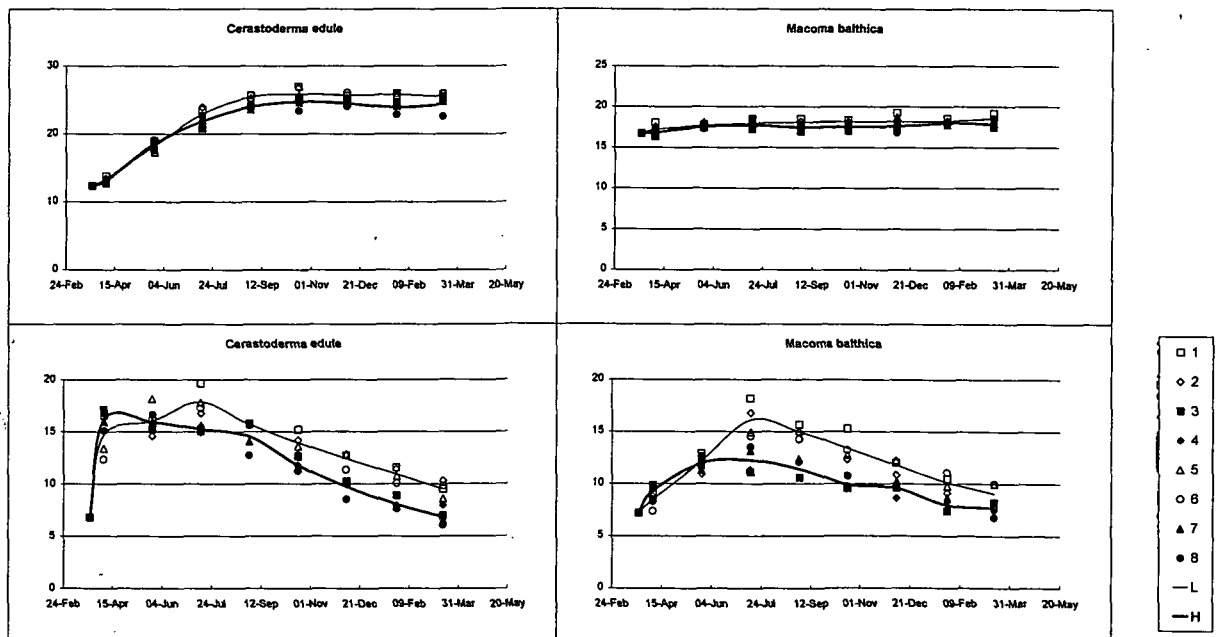 Cerastoderma edule
30
20
10
0
24-Feb 15-Apr 04-Jun 24-Jul 12-Sep 01-Nov 21-Dec 09-Feb 31-Mar 20-May
Macoma balthica
25
20
15
10
5
0
24-Feb 15-Apr 04-Jun 24-Jul 12-Sep 01-Nov 21-Dec 09-Feb 31-Mar 20-May
Cerastoderma edule
20
15
10
5
0
24-Feb 15-Apr 04-Jun 24-Jul 12-Sep 01-Nov 21-Dec 09-Feb 31-Mar 20-May
Macoma balthica
20
15
10
5
0
24-Feb 15-Apr 04-Jun 24-Jul 12-Sep 01-Nov 21-Dec 09-Feb 31-Mar 20-May
1
2
3
4
5
6
7
8
L
H